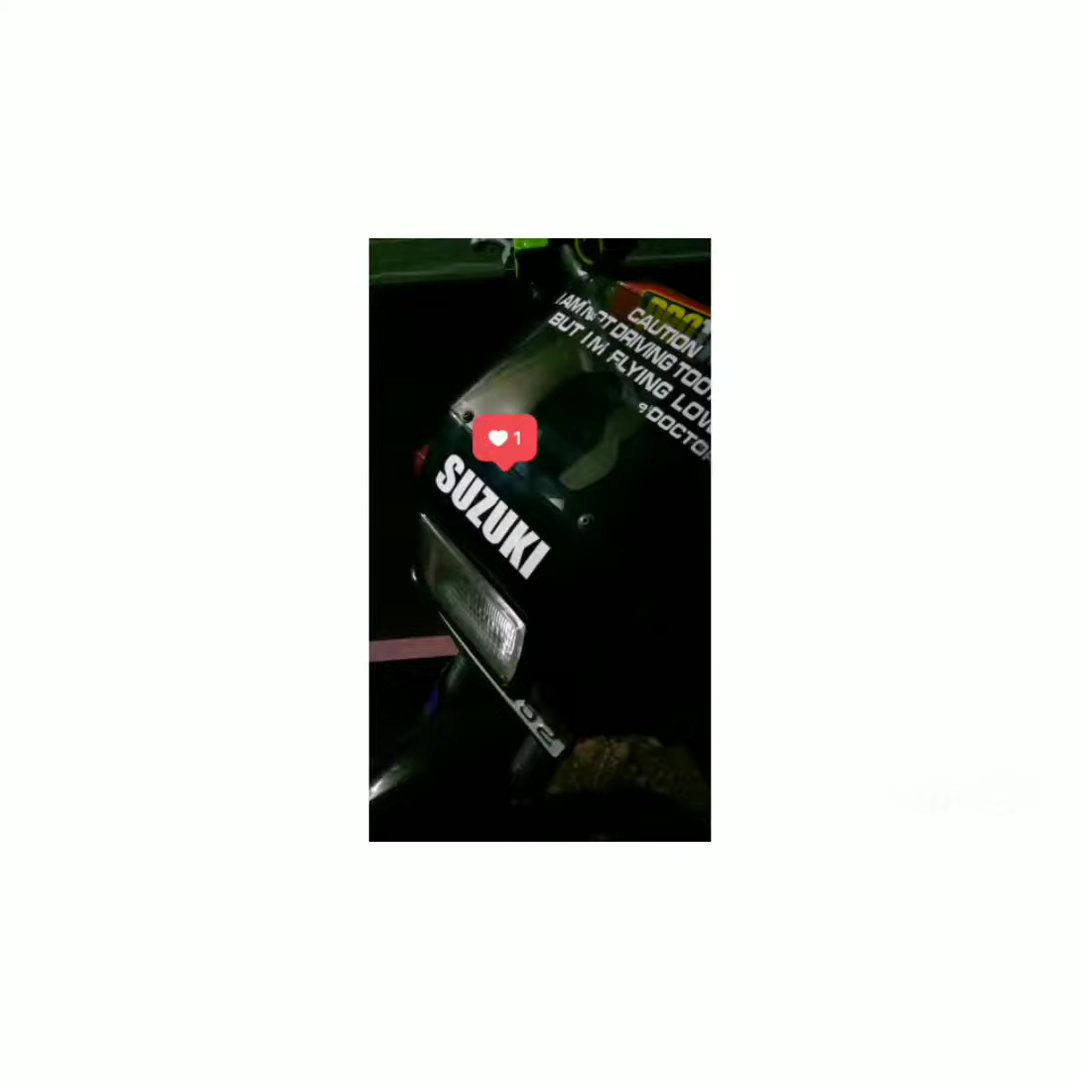 CAUTION
I AM NOT DRIVING TOO
BUT I'M FLYING LOW
DOCTOR
1
SUZUKI